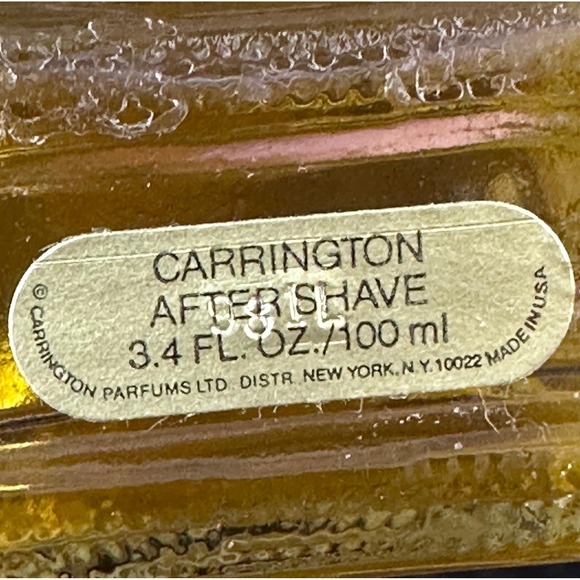 CARRINGTON
AFTER SHAVE
3.4 FL. OZ./100 ml
© CARRINGTON PARFUMS LTD. DISTR. NEW YORK, N.Y. 10022 MADE IN USA